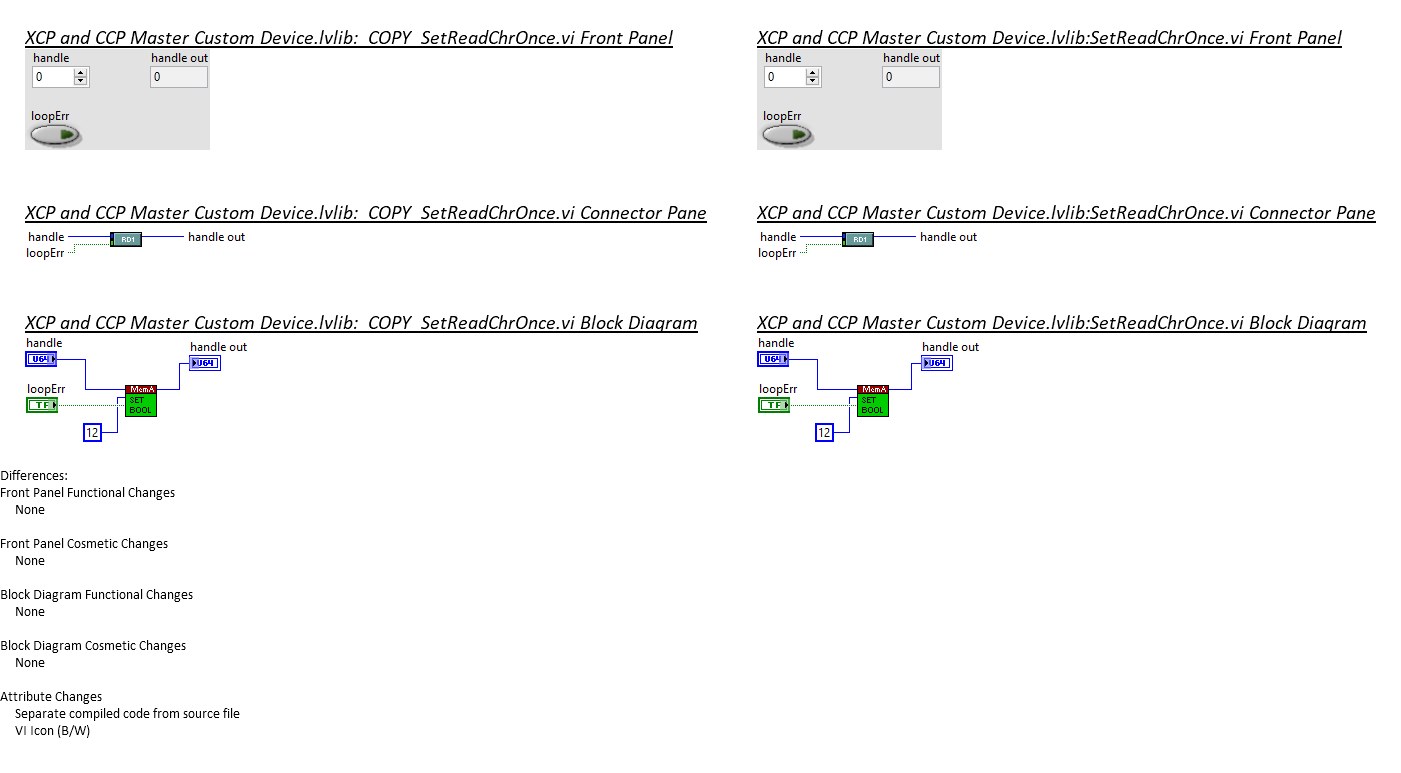 XCP and CCP Master Custom Device.lvlib:_COPY_SetReadChrOnce.vi Front Panel
handle
handle out
0
0
loopErr
XCP and CCP Master Custom Device.lvlib:_COPY_SetReadChrOnce.vi Connector Pane
handle
RD1
handle out
loopErr
XCP and CCP Master Custom Device.lvlib:_COPY_SetReadChrOnce.vi Block Diagram
handle
handle out
U64
U64
loopErr
MemA
TF
SET
BOOL
12
XCP and CCP Master Custom Device.lvlib:SetReadChrOnce.vi Front Panel
handle
handle out
0
0
loopErr
XCP and CCP Master Custom Device.lvlib:SetReadChrOnce.vi Connector Pane
handle
RD1
handle out
loopErr
XCP and CCP Master Custom Device.lvlib:SetReadChrOnce.vi Block Diagram
handle
handle out
U64
U64
loopErr
MemA
TF
SET
BOOL
12
Differences:
Front Panel Functional Changes
None
Front Panel Cosmetic Changes
None
Block Diagram Functional Changes
None
Block Diagram Cosmetic Changes
None
Attribute Changes
Separate compiled code from source file
VI Icon (B/W)